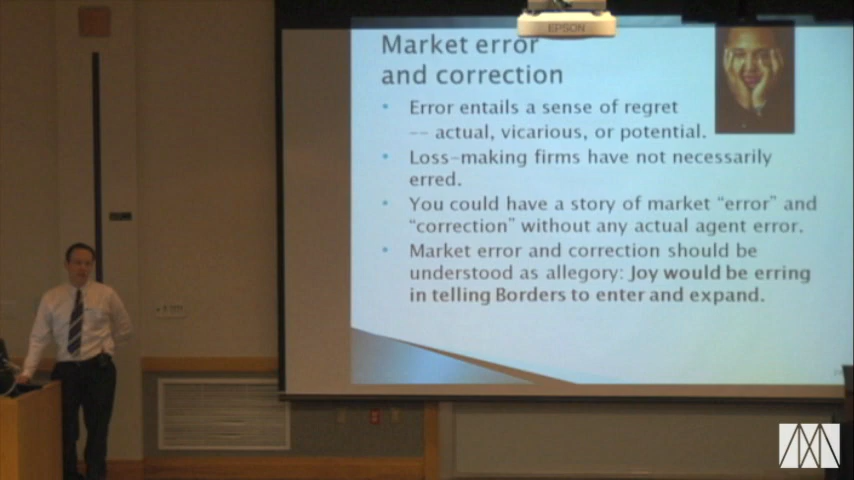 EPSON
Market error
and correction
• Error entails a sense of regret
-- actual, vicarious, or potential.
• Loss-making firms have not necessarily
erred.
• You could have a story of market “error” and
“correction” without any actual agent error.
• Market error and correction should be
understood as allegory: Joy would be erring
in telling Borders to enter and expand.